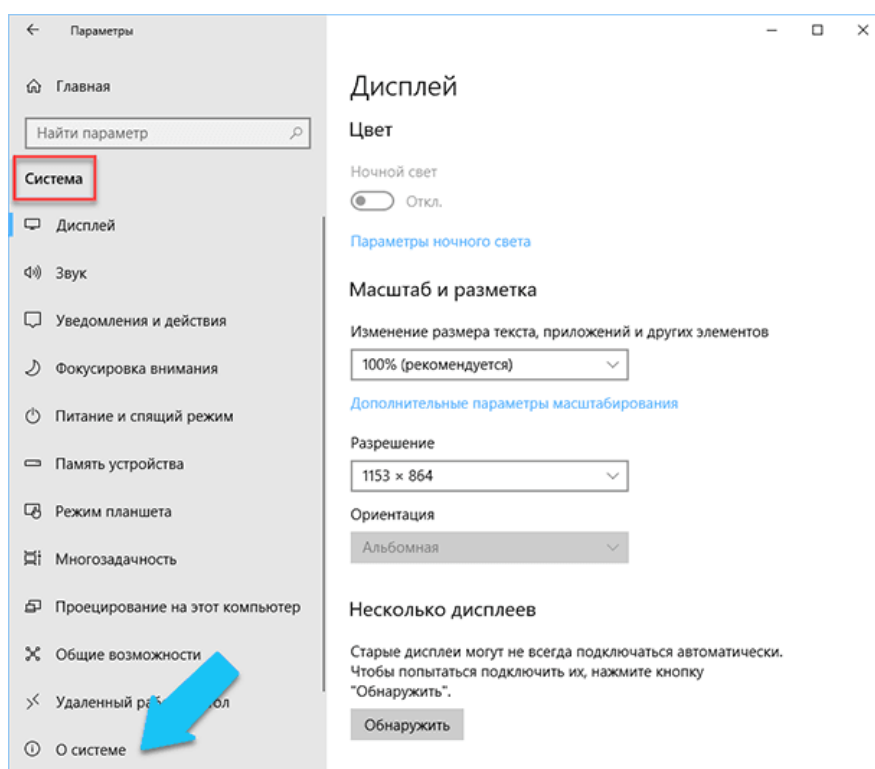 Параметры
Главная
Найти параметр
Система
Дисплей
Звук
Уведомления и действия
Фокусировка внимания
Питание и спящий режим
Память устройства
Режим планшета
Многозадачность
Проецирование на этот компьютер
Общие возможности
Удаленный
О системе
Дисплей
Цвет
Ночной свет
Откл.
Параметры ночного света
Масштаб и разметка
Изменение размера текста, приложений и других элементов
100% (рекомендуется)
Дополнительные параметры масштабирования
Разрешение
1153 × 864
Ориентация
Альбомная
Несколько дисплеев
Старые дисплеи могут не всегда подключаться автоматически.
Чтобы попытаться подключить их, нажмите кнопку
"Обнаружить".
Обнаружить